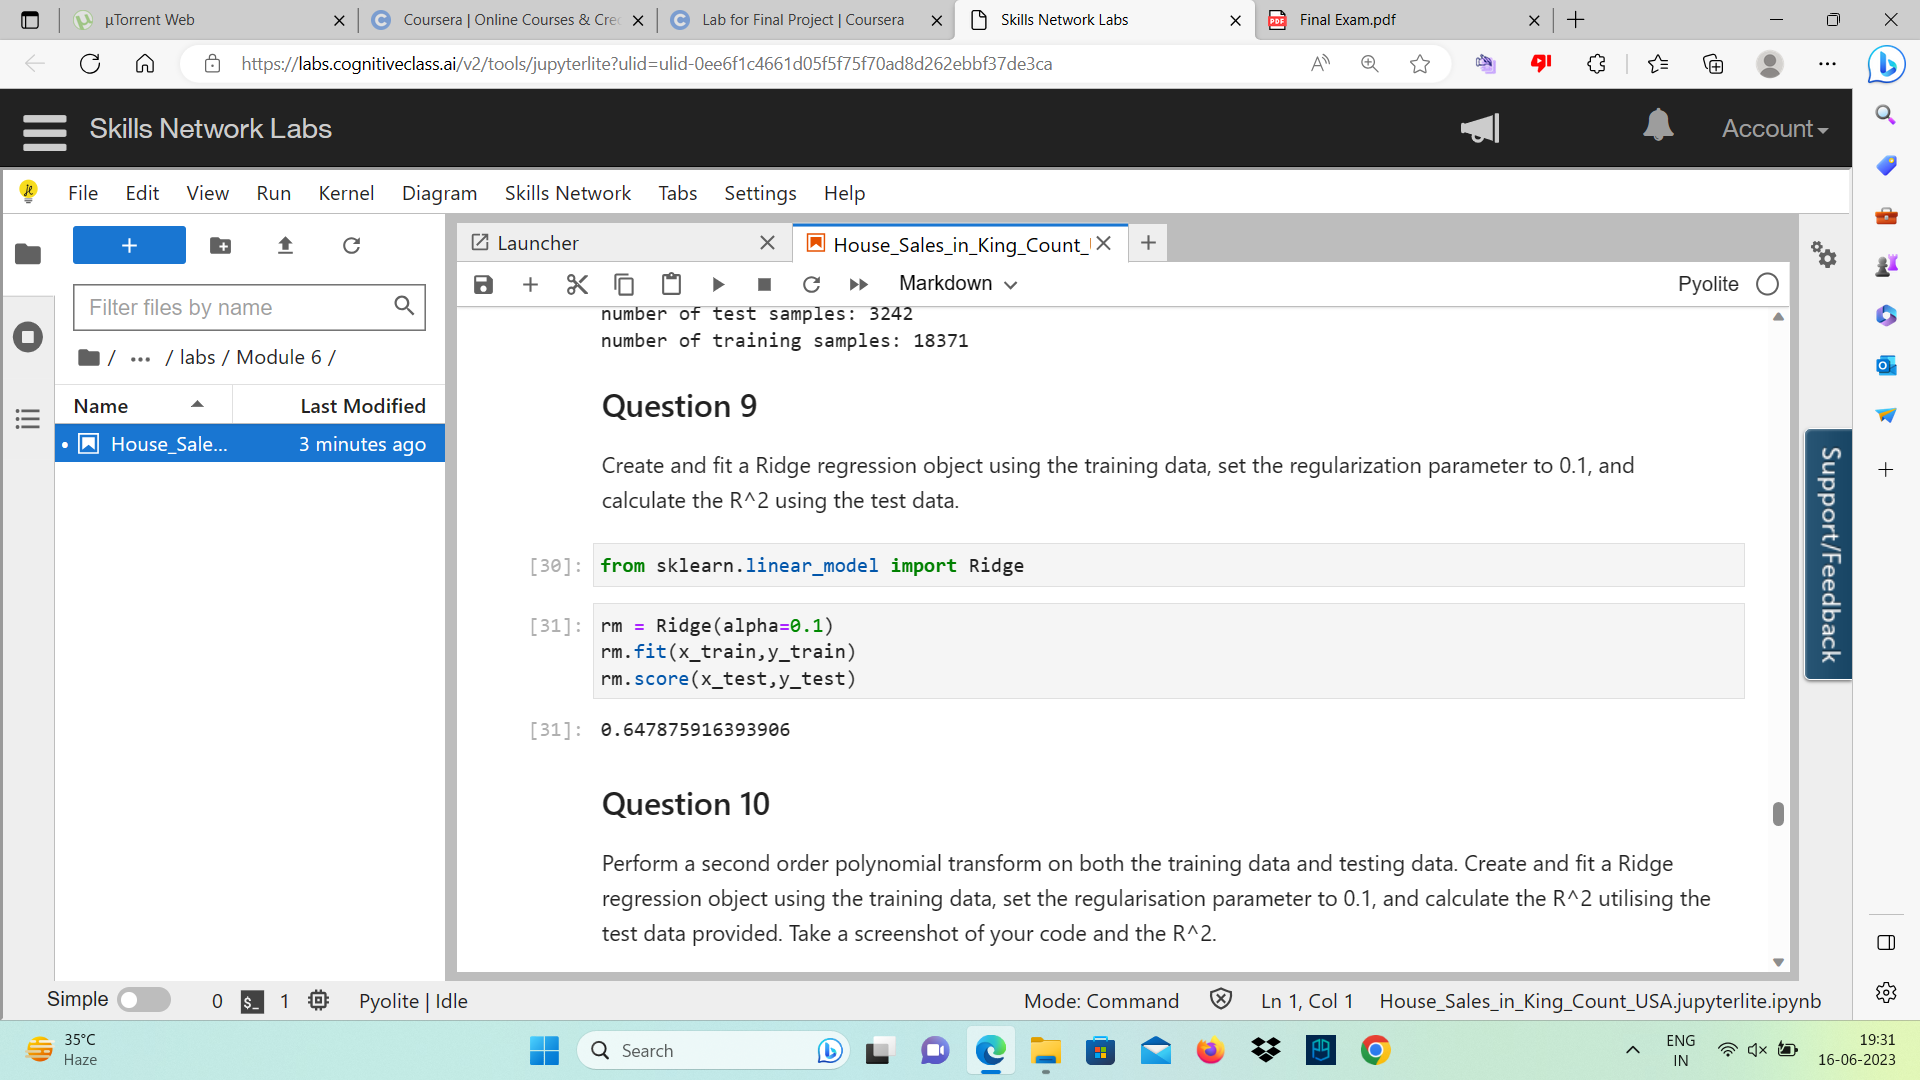 µTorrent Web
Coursera | Online Courses & Cre
Lab for Final Project | Coursera
Skills Network Labs
Final Exam.pdf
https://labs.cognitiveclass.ai/v2/tools/jupyterlite?ulid=ulid-0ee6f1c4661d05f5f75f70ad8d262ebbf37de3ca
Skills Network Labs
Account
File Edit View Run Kernel Diagram Skills Network Tabs Settings Help
+
Launcher
House_Sales_in_King_Count_
Markdown
Pyolite
Filter files by name
/ ... / labs / Module 6 /
Name Last Modified
• House_Sale... 3 minutes ago
number of test samples: 3242
number of training samples: 18371
Question 9
Create and fit a Ridge regression object using the training data, set the regularization parameter to 0.1, and
calculate the R^2 using the test data.
[30]: from sklearn.linear_model import Ridge
[31]: rm = Ridge(alpha=0.1)
rm.fit(x_train,y_train)
rm.score(x_test,y_test)
[31]: 0.647875916393906
Question 10
Perform a second order polynomial transform on both the training data and testing data. Create and fit a Ridge
regression object using the training data, set the regularisation parameter to 0.1, and calculate the R^2 utilising the
test data provided. Take a screenshot of your code and the R^2.
Support/Feedback
Simple 0 $_ 1 Pyolite | Idle Mode: Command Ln 1, Col 1 House_Sales_in_King_Count_USA.jupyterlite.ipynb
35°C
Haze
Search
ENG
IN
19:31
16-06-2023